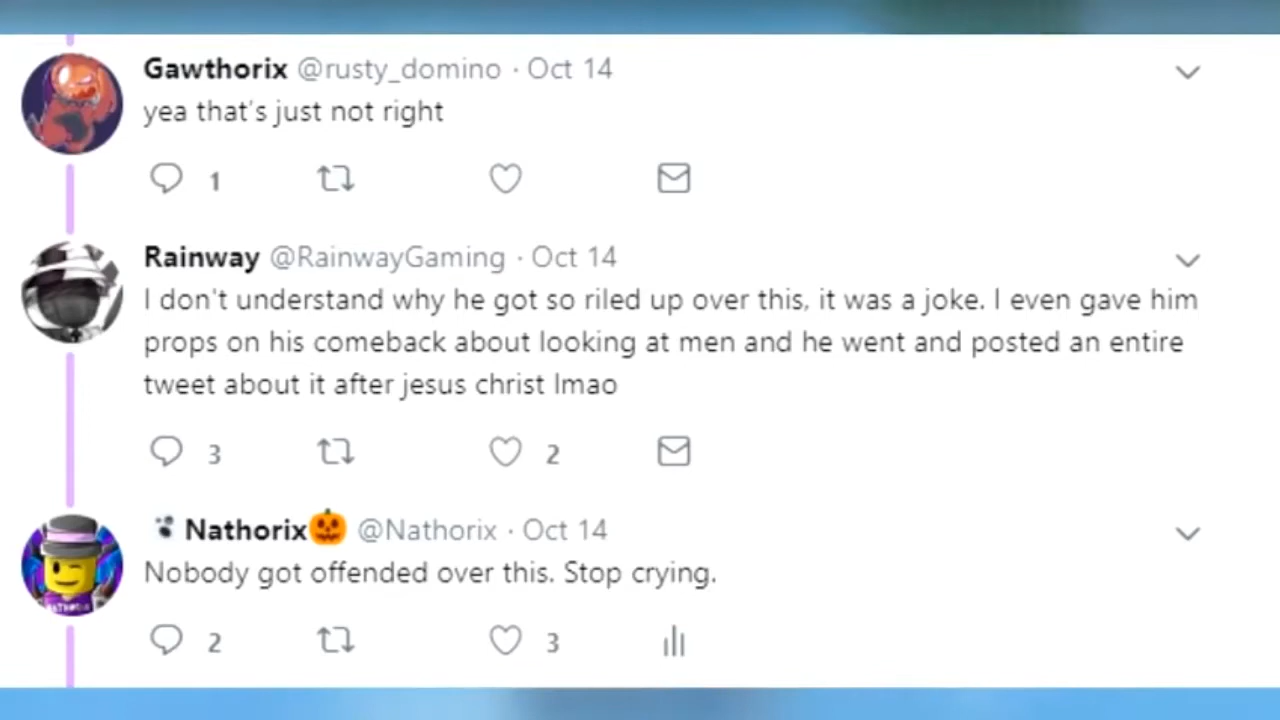 Gawthorix @rusty_domino · Oct 14
yea that's just not right
1
Rainway @RainwayGaming · Oct 14
I don't understand why he got so riled up over this, it was a joke. I even gave him
props on his comeback about looking at men and he went and posted an entire
tweet about it after jesus christ lmao
3 2
Nathorix🎃 @Nathorix · Oct 14
Nobody got offended over this. Stop crying.
2 3